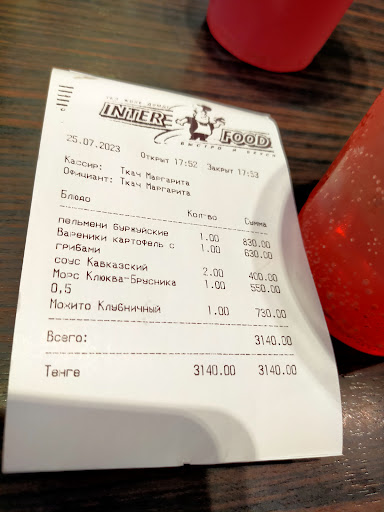 INTERE FOOD
БЫСТРО И
25.07.2023 Открыт 17:52 Закрыт 17:53
Кассир: Ткач Маргарита
Официант: Ткач Маргарита
Блюдо Кол-во Сумма
пельмени буржуйские 1.00 830.00
Вареники картофель с 1.00 630.00
грибами
соус Кавказский 2.00 400.00
Морс Клюква-Брусника 1.00 550.00
0,5
Мохито Клубничный 1.00 730.00
Всего: 3140.00
Тенге 3140.00 3140.00